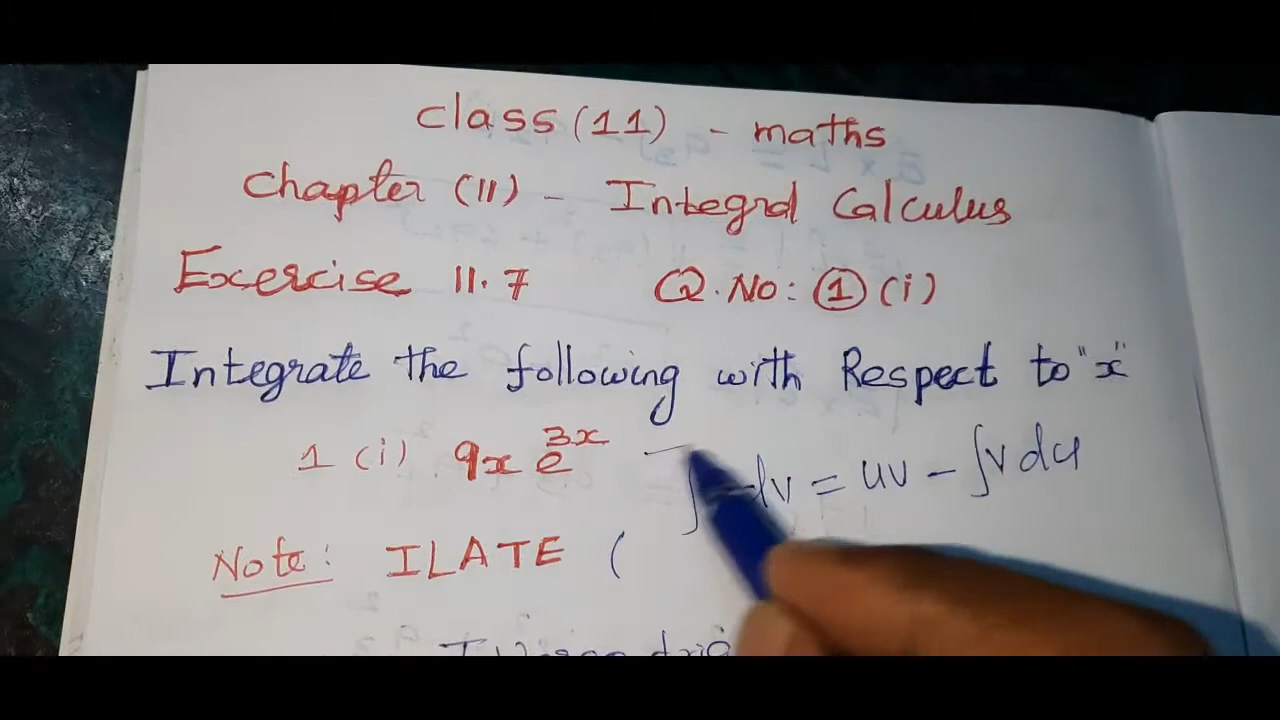 class (11) - maths
Chapter (11) - Integral Calculus
Excercise 11.7 Q.No: ① (i)
Integrate the following with Respect to "x"
1 (i) 9x e^3x
∫ dv = uv - ∫v du
Note: ILATE (